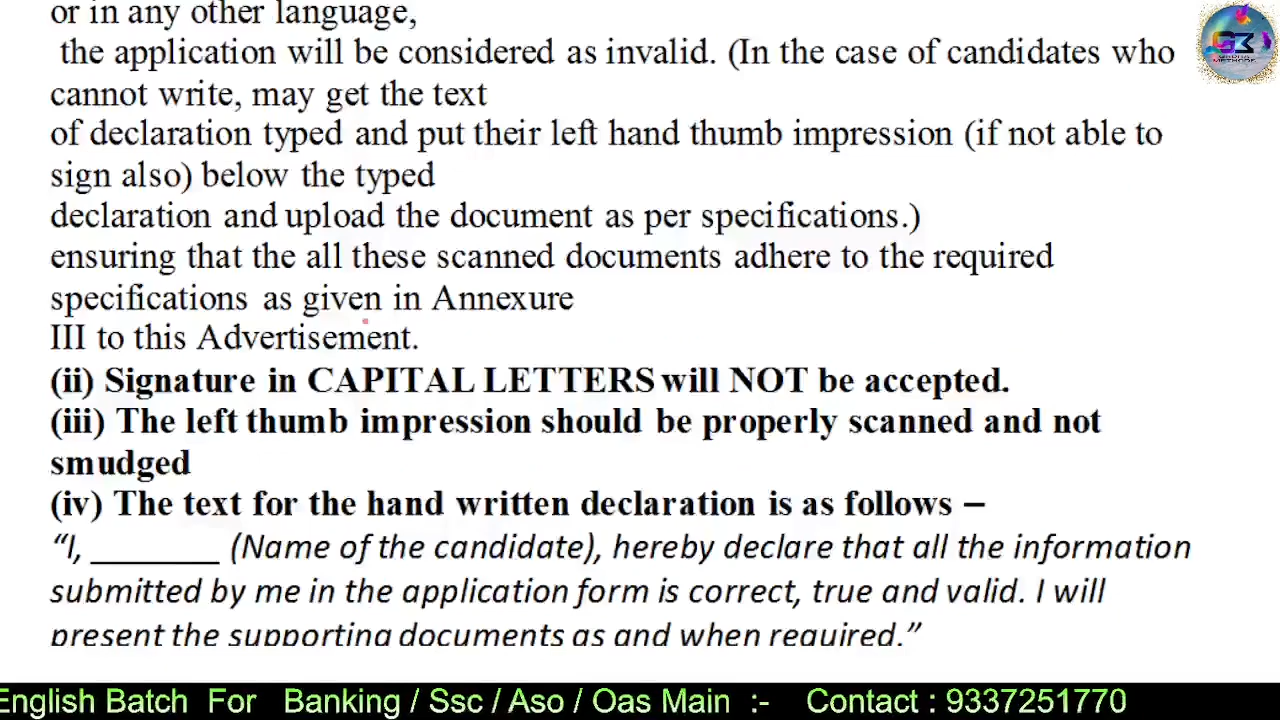 or in any other language,
the application will be considered as invalid. (In the case of candidates who
cannot write, may get the text
of declaration typed and put their left hand thumb impression (if not able to
sign also) below the typed
declaration and upload the document as per specifications.)
ensuring that the all these scanned documents adhere to the required
specifications as given in Annexure
III to this Advertisement.
(ii) Signature in CAPITAL LETTERS will NOT be accepted.
(iii) The left thumb impression should be properly scanned and not
smudged
(iv) The text for the hand written declaration is as follows –
“I, _______ (Name of the candidate), hereby declare that all the information
submitted by me in the application form is correct, true and valid. I will
present the supporting documents as and when required.”
English Batch For Banking / Ssc / Aso / Oas Main :- Contact : 9337251770